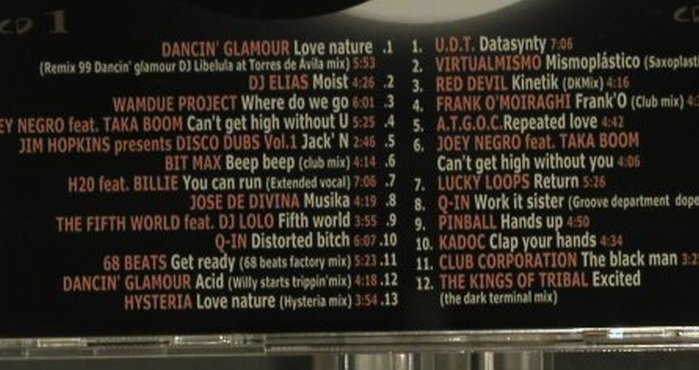 CD 1
DANCIN' GLAMOUR Love nature .1
(Remix 99 Dancin' glamour DJ Libelula at Torres de Avila mix) 5:53
DJ ELIAS Moist 4:26 .2
WAMDUE PROJECT Where do we go 6:01 .3
EY NEGRO feat. TAKA BOOM Can't get high without U 5:25 .4
JIM HOPKINS presents DISCO DUBS Vol.1 Jack' N 2:46 .5
BIT MAX Beep beep (club mix) 4:14 .6
H20 feat. BILLIE You can run (Extended vocal) 7:06 .7
JOSE DE DIVINA Musika 4:19 .8
THE FIFTH WORLD feat. DJ LOLO Fifth world 3:55 .9
Q-IN Distorted bitch 6:07 .10
68 BEATS Get ready (68 beats factory mix) 5:23 .11
DANCIN' GLAMOUR Acid (Willy starts trippin'mix) 4:18 .12
HYSTERIA Love nature (Hysteria mix) 3:54 .13
1. U.D.T. Datasynty 7:06
2. VIRTUALMISMO Mismoplástico (Saxoplasti
3. RED DEVIL Kinetik (DKMix) 4:16
4. FRANK O'MOIRAGHI Frank'O (Club mix) 4
5. A.T.G.O.C.Repeated love 4:42
6. JOEY NEGRO feat. TAKA BOOM
Can't get high without you 4:06
7. LUCKY LOOPS Return 5:26
8. Q-IN Work it sister (Groove department dope
9. PINBALL Hands up 4:50
10. KADOC Clap your hands 4:34
11. CLUB CORPORATION The black man 3:2
12. THE KINGS OF TRIBAL Excited
(the dark terminal mix)